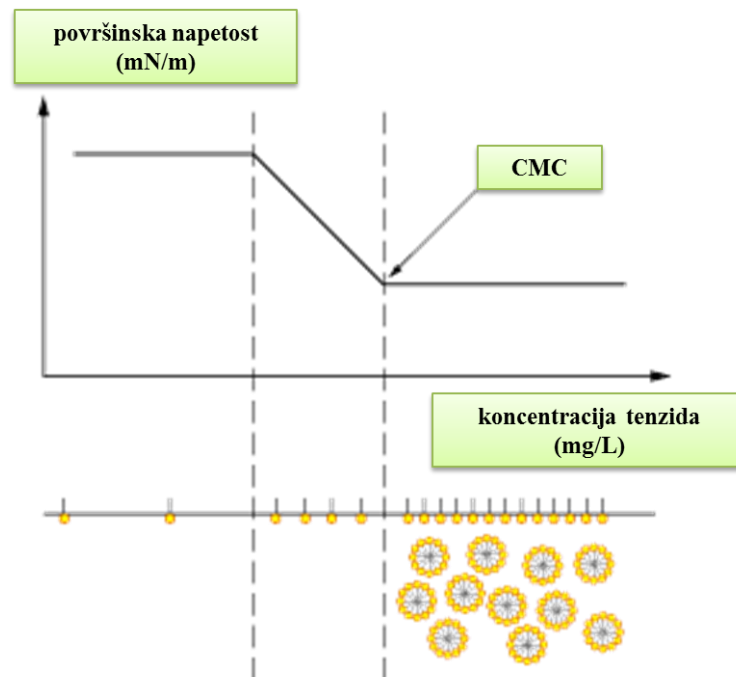 površinska napetost
(mN/m)
CMC
koncentracija tenzida
(mg/L)